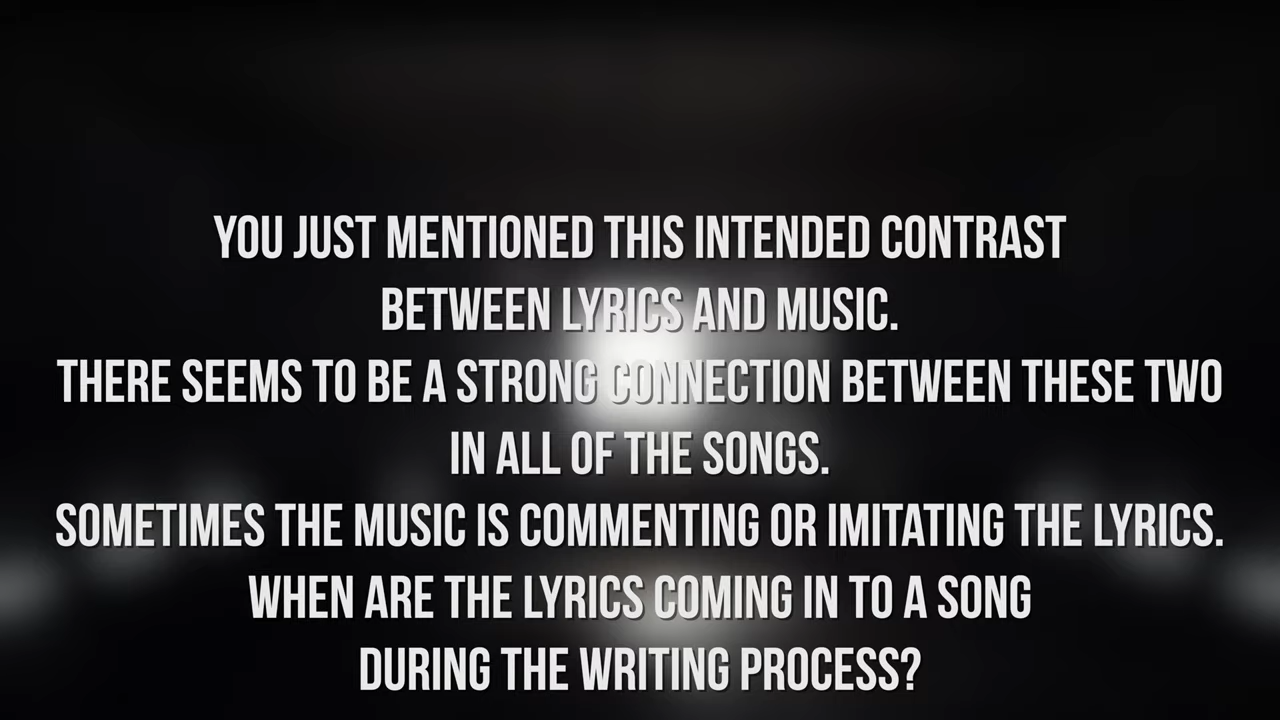 YOU JUST MENTIONED THIS INTENDED CONTRAST
BETWEEN LYRICS AND MUSIC.
THERE SEEMS TO BE A STRONG CONNECTION BETWEEN THESE TWO
IN ALL OF THE SONGS.
SOMETIMES THE MUSIC IS COMMENTING OR IMITATING THE LYRICS.
WHEN ARE THE LYRICS COMING IN TO A SONG
DURING THE WRITING PROCESS?